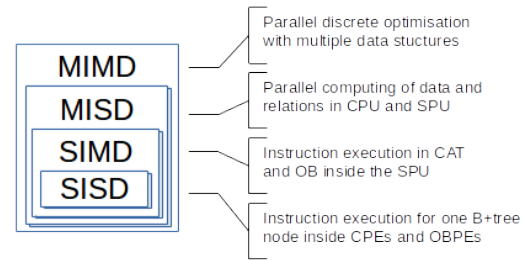 MIMD
MISD
SIMD
SISD
Parallel discrete optimisation
with multiple data stuctures
Parallel computing of data and
relations in CPU and SPU
Instruction execution in CAT
and OB inside the SPU
Instruction execution for one B+tree
node inside CPEs and OBPEs